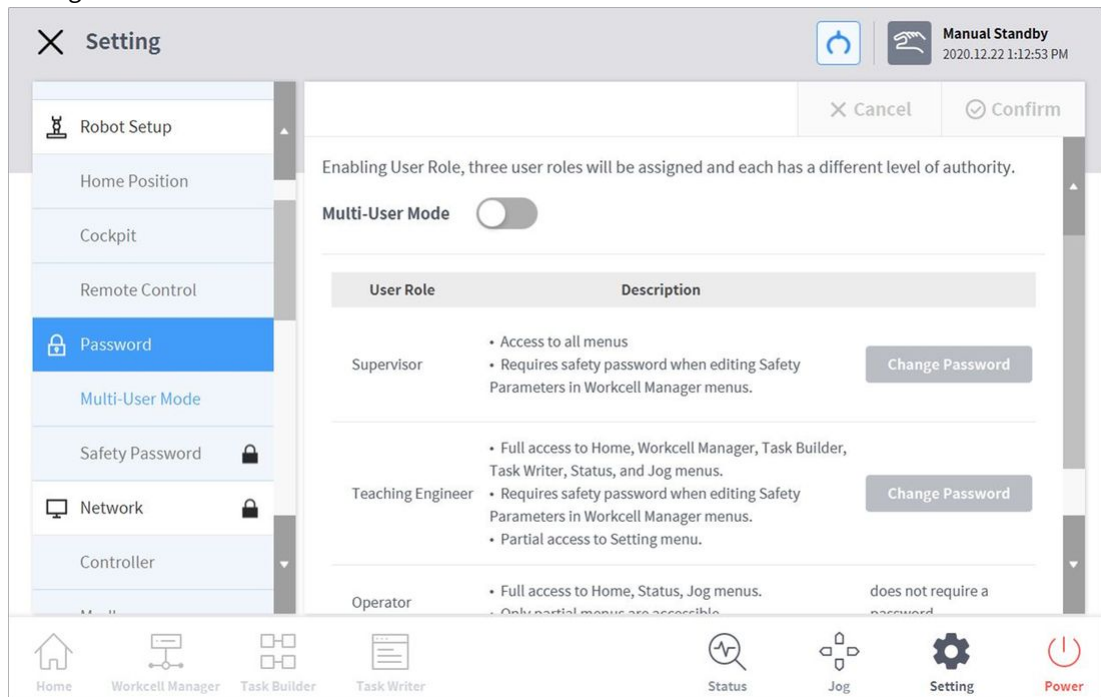 Setting
Manual Standby
2020.12.22 1:12:53 PM
Robot Setup
Home Position
Cockpit
Remote Control
Password
Multi-User Mode
Safety Password
Network
Controller
Cancel
Confirm
Enabling User Role, three user roles will be assigned and each has a different level of authority.
Multi-User Mode
User Role Description
Supervisor
• Access to all menus
• Requires safety password when editing Safety
Parameters in Workcell Manager menus.
Change Password
Teaching Engineer
• Full access to Home, Workcell Manager, Task Builder,
Task Writer, Status, and Jog menus.
• Requires safety password when editing Safety
Parameters in Workcell Manager menus.
• Partial access to Setting menu.
Change Password
Operator
• Full access to Home, Status, Jog menus.
• Only partial menus are accessible
does not require a
password
Home
Workcell Manager
Task Builder
Task Writer
Status
Jog
Setting
Power